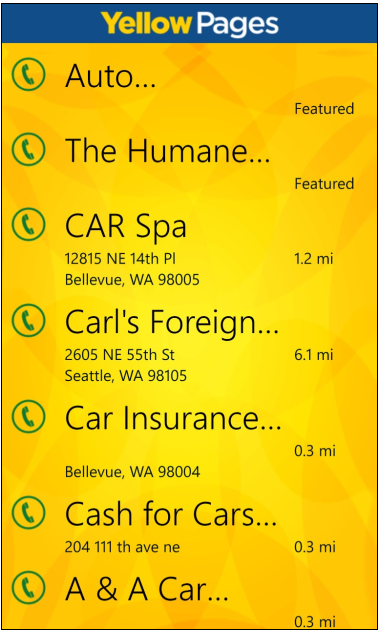 YellowPages
Auto...
Featured
The Humane...
Featured
CAR Spa
12815 NE 14th Pl 1.2 mi
Bellevue, WA 98005
Carl's Foreign...
2605 NE 55th St 6.1 mi
Seattle, WA 98105
Car Insurance...
0.3 mi
Bellevue, WA 98004
Cash for Cars...
204 111 th ave ne 0.3 mi
A & A Car...
0.3 mi